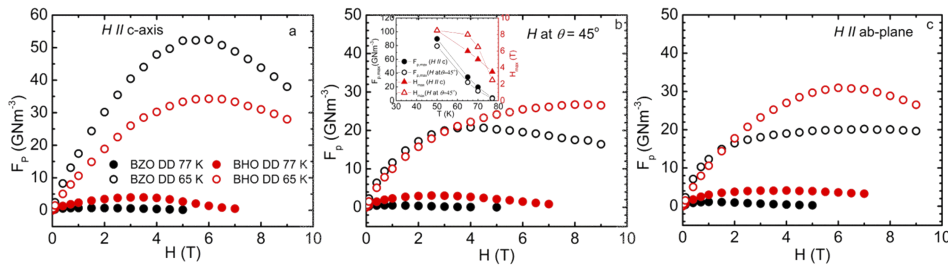 H // c-axis
a
F_p (GNm⁻³)
60
50
40
30
20
10
0
BZO DD 77 K
BHO DD 77 K
BZO DD 65 K
BHO DD 65 K
0 2 4 6 8 10
H (T)
H at θ = 45°
b
F_p (GNm⁻³)
50
40
30
20
10
0
0 2 4 6 8 10
H (T)
F_p,max (GNm⁻³)
120
100
80
60
40
20
0
F_p,max (H // c)
F_p,max (H at θ=45°)
H_max (H // c)
H_max (H at θ=45°)
30 40 50 60 70 80
T (K)
10
8
6
4
2
0
H_max (T)
H // ab-plane
c
F_p (GNm⁻³)
50
40
30
20
10
0
0 2 4 6 8 10
H (T)